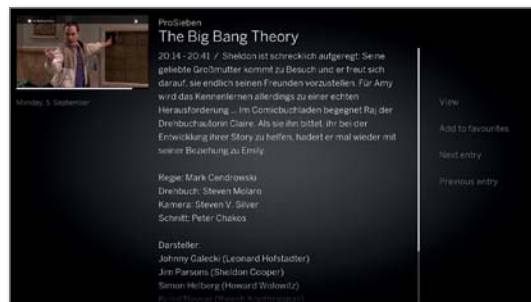 ProSieben
The Big Bang Theory
20:14 - 20:41 / Sheldon ist schrecklich aufgeregt: Seine
geliebte Großmutter kommt zu Besuch und er freut sich
darauf, sie endlich seinen Freunden vorzustellen. Für Amy
wird das Kennenlernen allerdings zu einer echten
Herausforderung ... Im Comicbuchladen begegnet Raj der
Drehbuchautorin Claire. Als sie ihn bittet, ihr bei der
Entwicklung ihrer Story zu helfen, hadert er mal wieder mit
seiner Beziehung zu Emily.
Regie: Mark Cendrowski
Drehbuch: Steven Molaro
Kamera: Steven V. Silver
Schnitt: Peter Chakos
Darsteller:
Johnny Galecki (Leonard Hofstadter)
Jim Parsons (Sheldon Cooper)
Simon Helberg (Howard Wolowitz)
Monday, 5. September
View
Add to favourites
Next entry
Previous entry